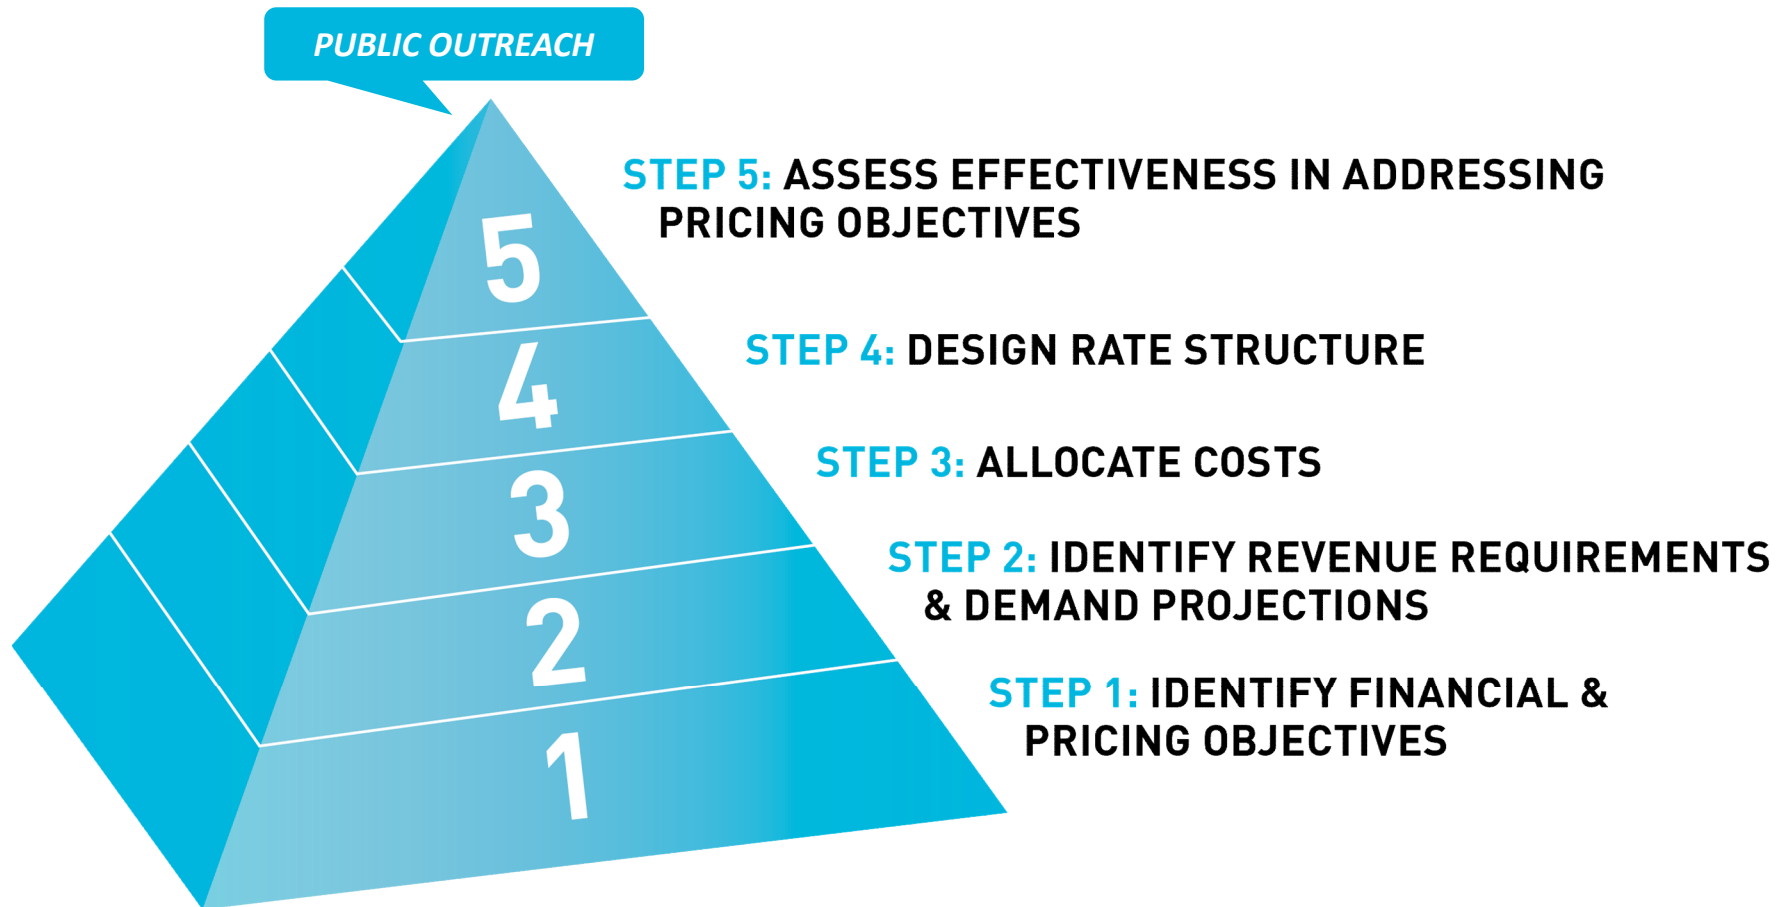 PUBLIC OUTREACH
STEP 5: ASSESS EFFECTIVENESS IN ADDRESSING
PRICING OBJECTIVES
5
STEP 4: DESIGN RATE STRUCTURE
4
STEP 3: ALLOCATE COSTS
3
STEP 2: IDENTIFY REVENUE REQUIREMENTS
& DEMAND PROJECTIONS
2
STEP 1: IDENTIFY FINANCIAL &
PRICING OBJECTIVES
1